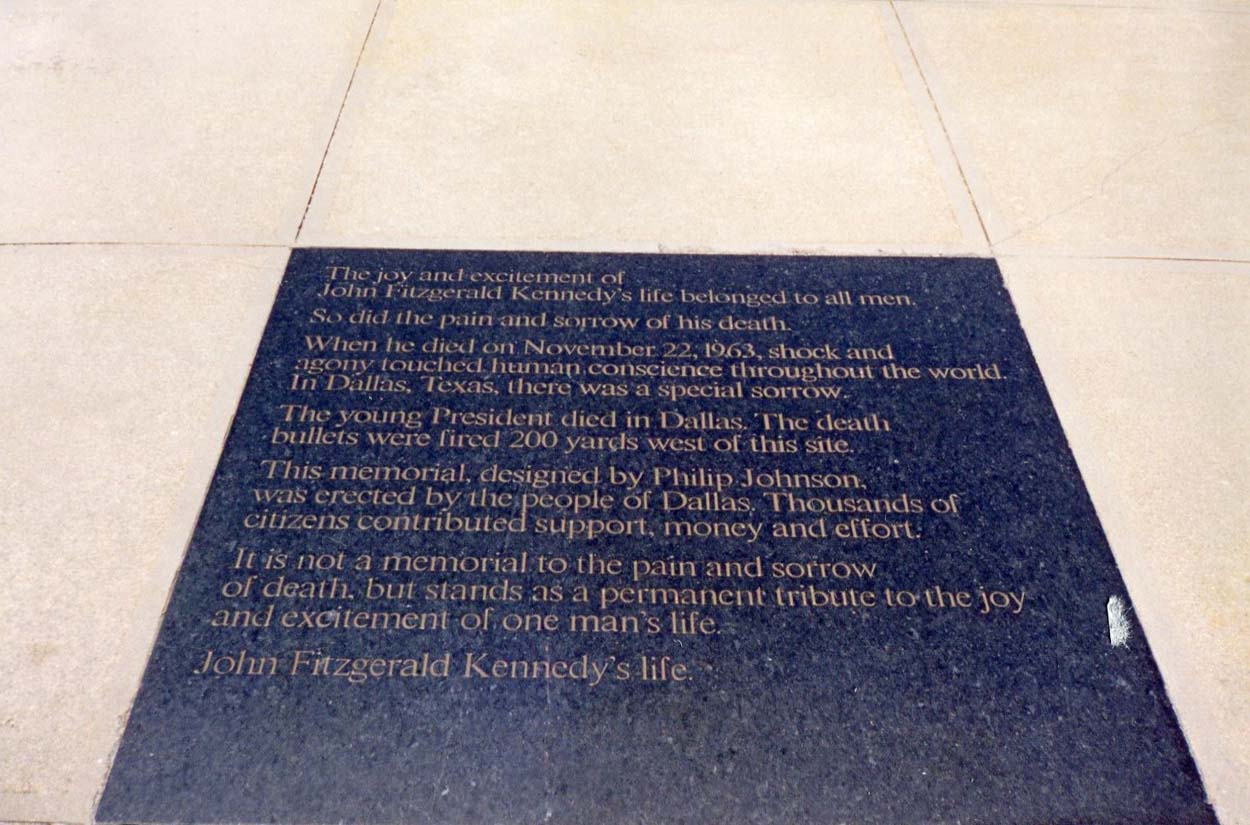 The joy and excitement of
John Fitzgerald Kennedy's life belonged to all men.
So did the pain and sorrow of his death.
When he died on November 22, 1963, shock and
agony touched human conscience throughout the world.
In Dallas, Texas, there was a special sorrow.
The young President died in Dallas. The death
bullets were fired 200 yards west of this site.
This memorial, designed by Philip Johnson,
was erected by the people of Dallas. Thousands of
citizens contributed support, money and effort.
It is not a memorial to the pain and sorrow
of death, but stands as a permanent tribute to the joy
and excitement of one man's life.
John Fitzgerald Kennedy's life.